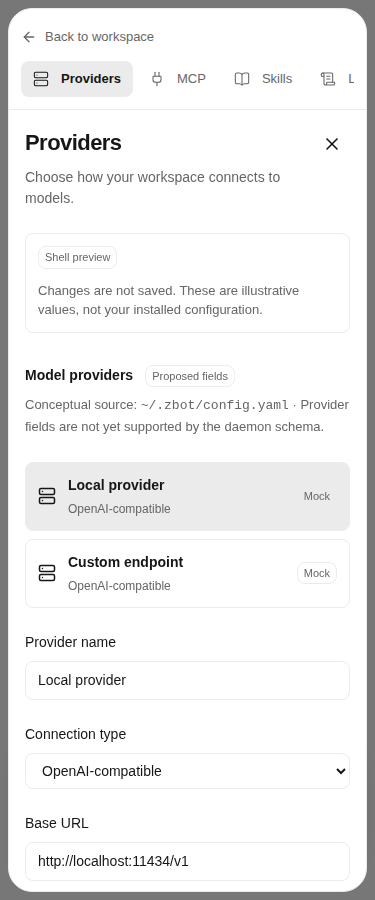 Back to workspace
Providers
MCP
Skills
L
Providers
Choose how your workspace connects to
models.
Shell preview
Changes are not saved. These are illustrative
values, not your installed configuration.
Model providers
Proposed fields
Conceptual source: ~/.zbot/config.yaml · Provider
fields are not yet supported by the daemon schema.
Local provider
OpenAI-compatible
Mock
Custom endpoint
OpenAI-compatible
Mock
Provider name
Local provider
Connection type
OpenAI-compatible
Base URL
http://localhost:11434/v1